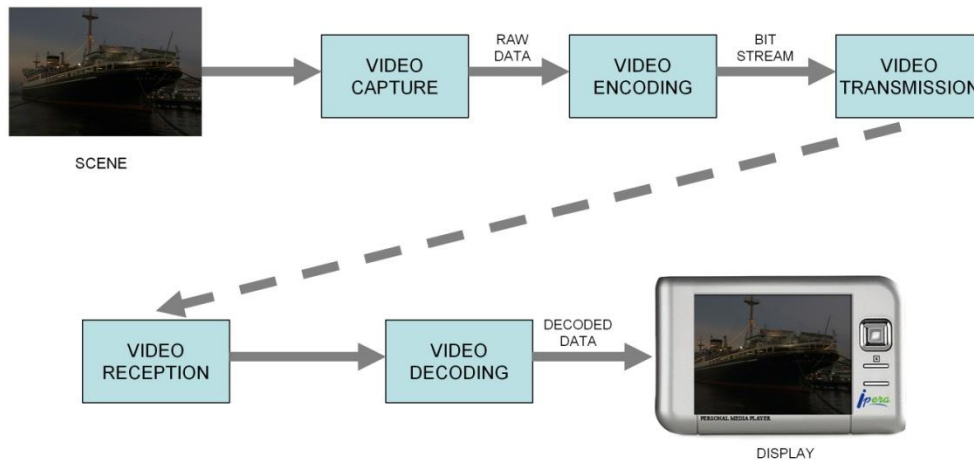 SCENE
VIDEO
CAPTURE
RAW
DATA
VIDEO
ENCODING
BIT
STREAM
VIDEO
TRANSMISSION
VIDEO
RECEPTION
VIDEO
DECODING
DECODED
DATA
ipera
PERSONAL MEDIA PLAYER
DISPLAY